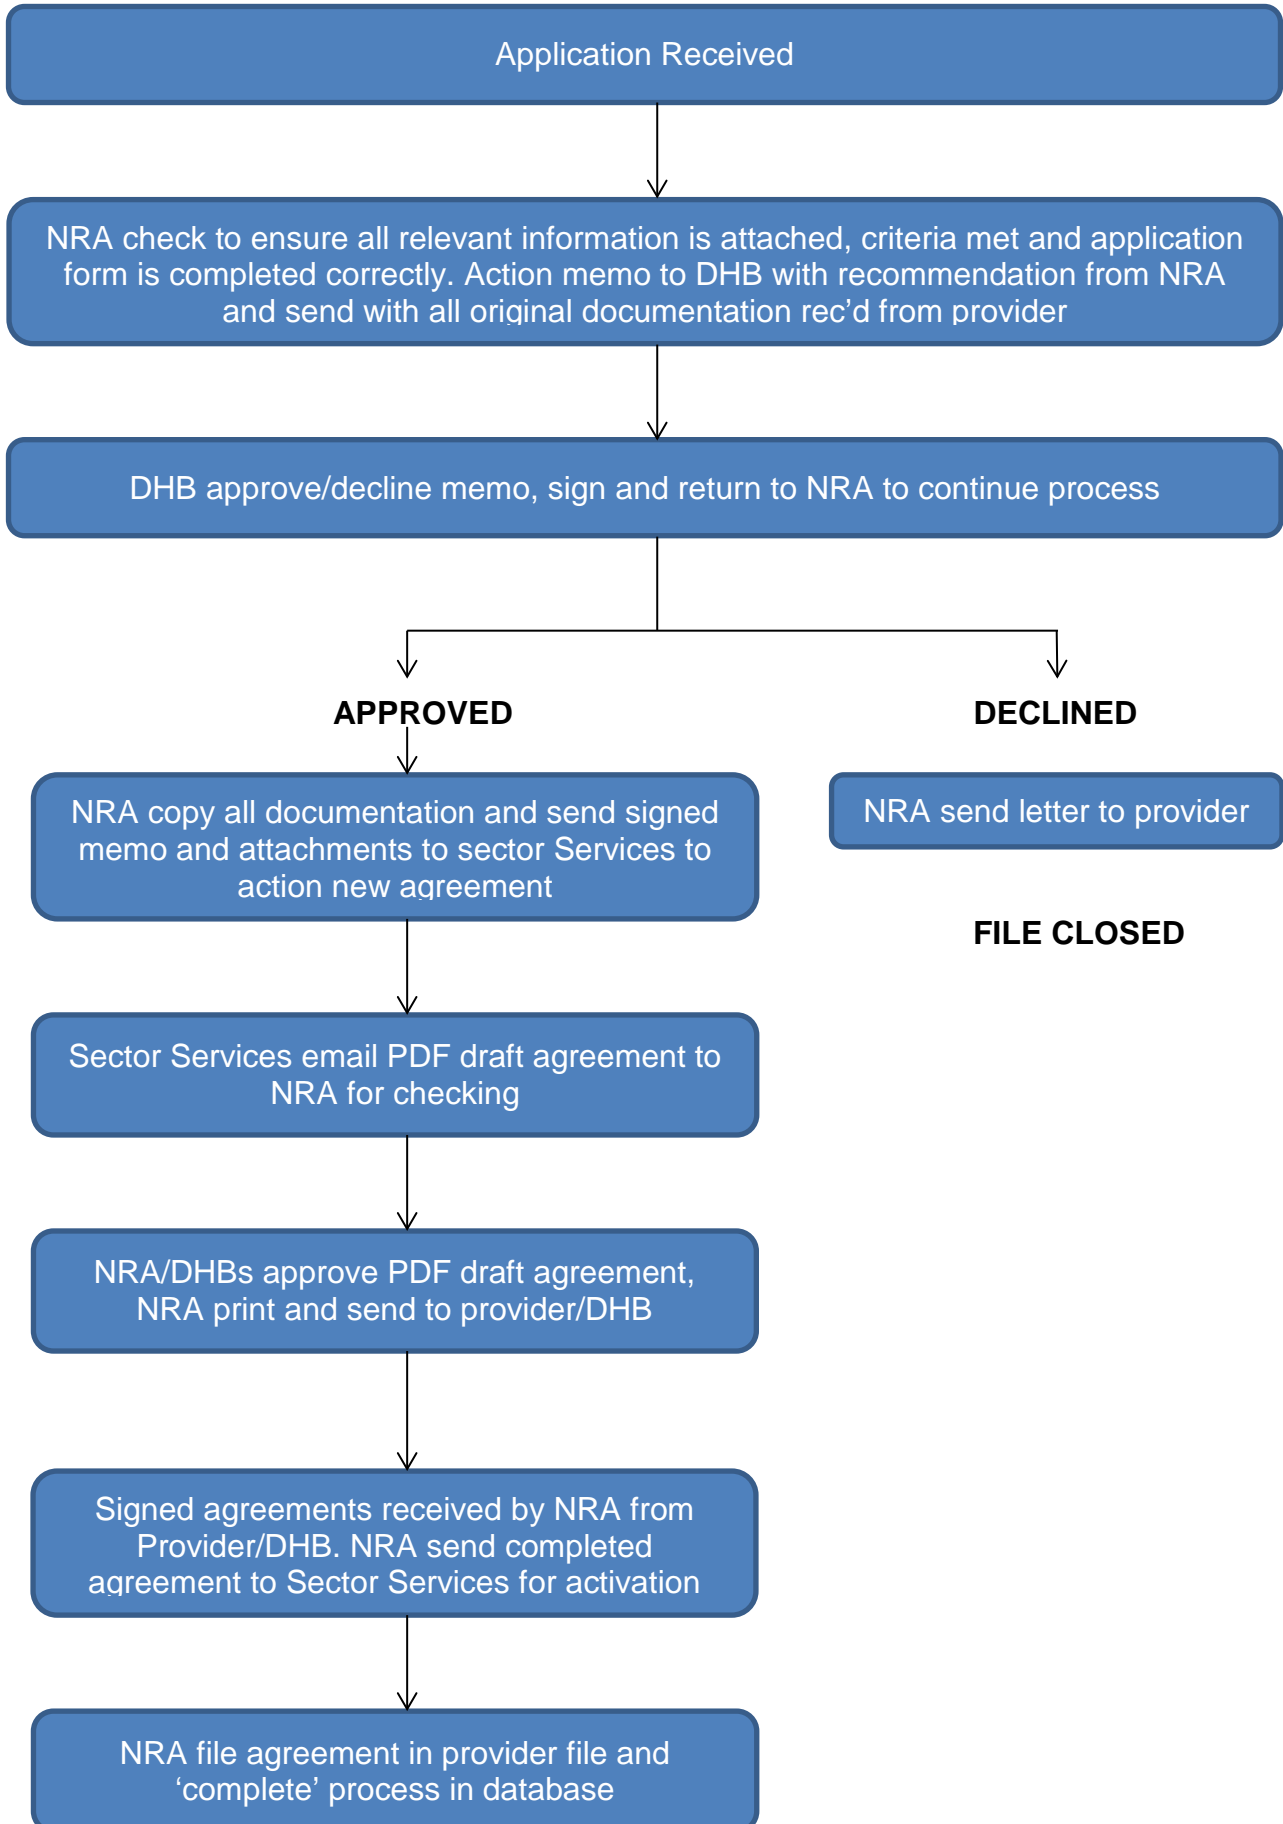 Application Received
NRA check to ensure all relevant information is attached, criteria met and application
form is completed correctly. Action memo to DHB with recommendation from NRA
and send with all original documentation rec’d from provider
DHB approve/decline memo, sign and return to NRA to continue process
APPROVED
DECLINED
NRA copy all documentation and send signed
memo and attachments to sector Services to
action new agreement
NRA send letter to provider
FILE CLOSED
Sector Services email PDF draft agreement to
NRA for checking
NRA/DHBs approve PDF draft agreement,
NRA print and send to provider/DHB
Signed agreements received by NRA from
Provider/DHB. NRA send completed
agreement to Sector Services for activation
NRA file agreement in provider file and
‘complete’ process in database